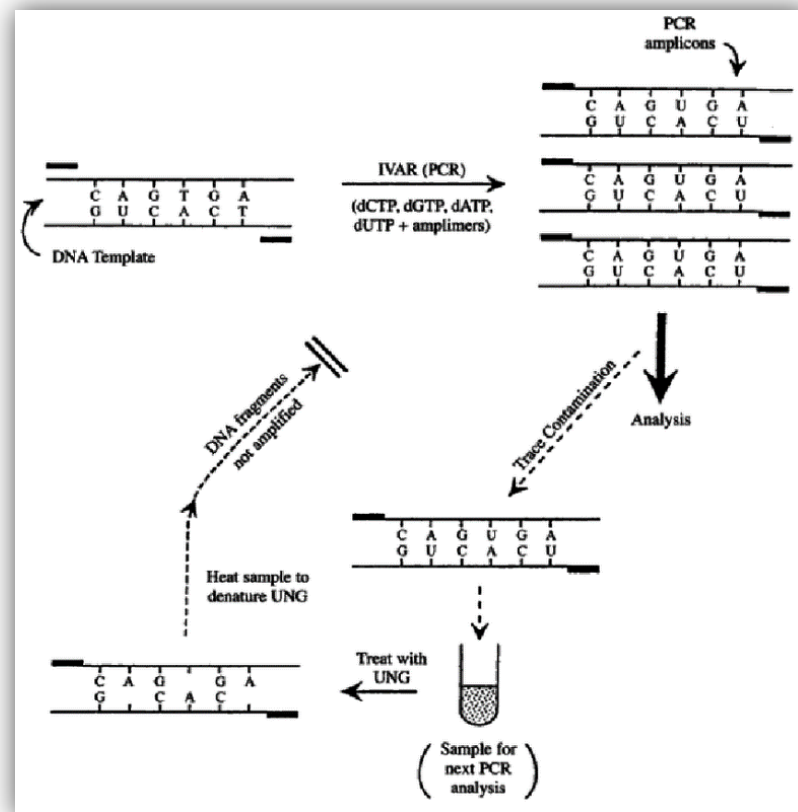 PCR
amplicons
C A G U G A
G U C A C U
C A G T G A
G U C A C T
DNA Template
IVAR (PCR)
(dCTP, dGTP, dATP,
dUTP + amplimers)
C A G U G A
G U C A C U
C A G U G A
G U C A C U
Analysis
Trace Contamination
DNA fragments
not amplified
C A G U G A
G U C A C U
Heat sample to
denature UNG
C A G G A
G C A C
Treat with
UNG
(Sample for
next PCR
analysis)